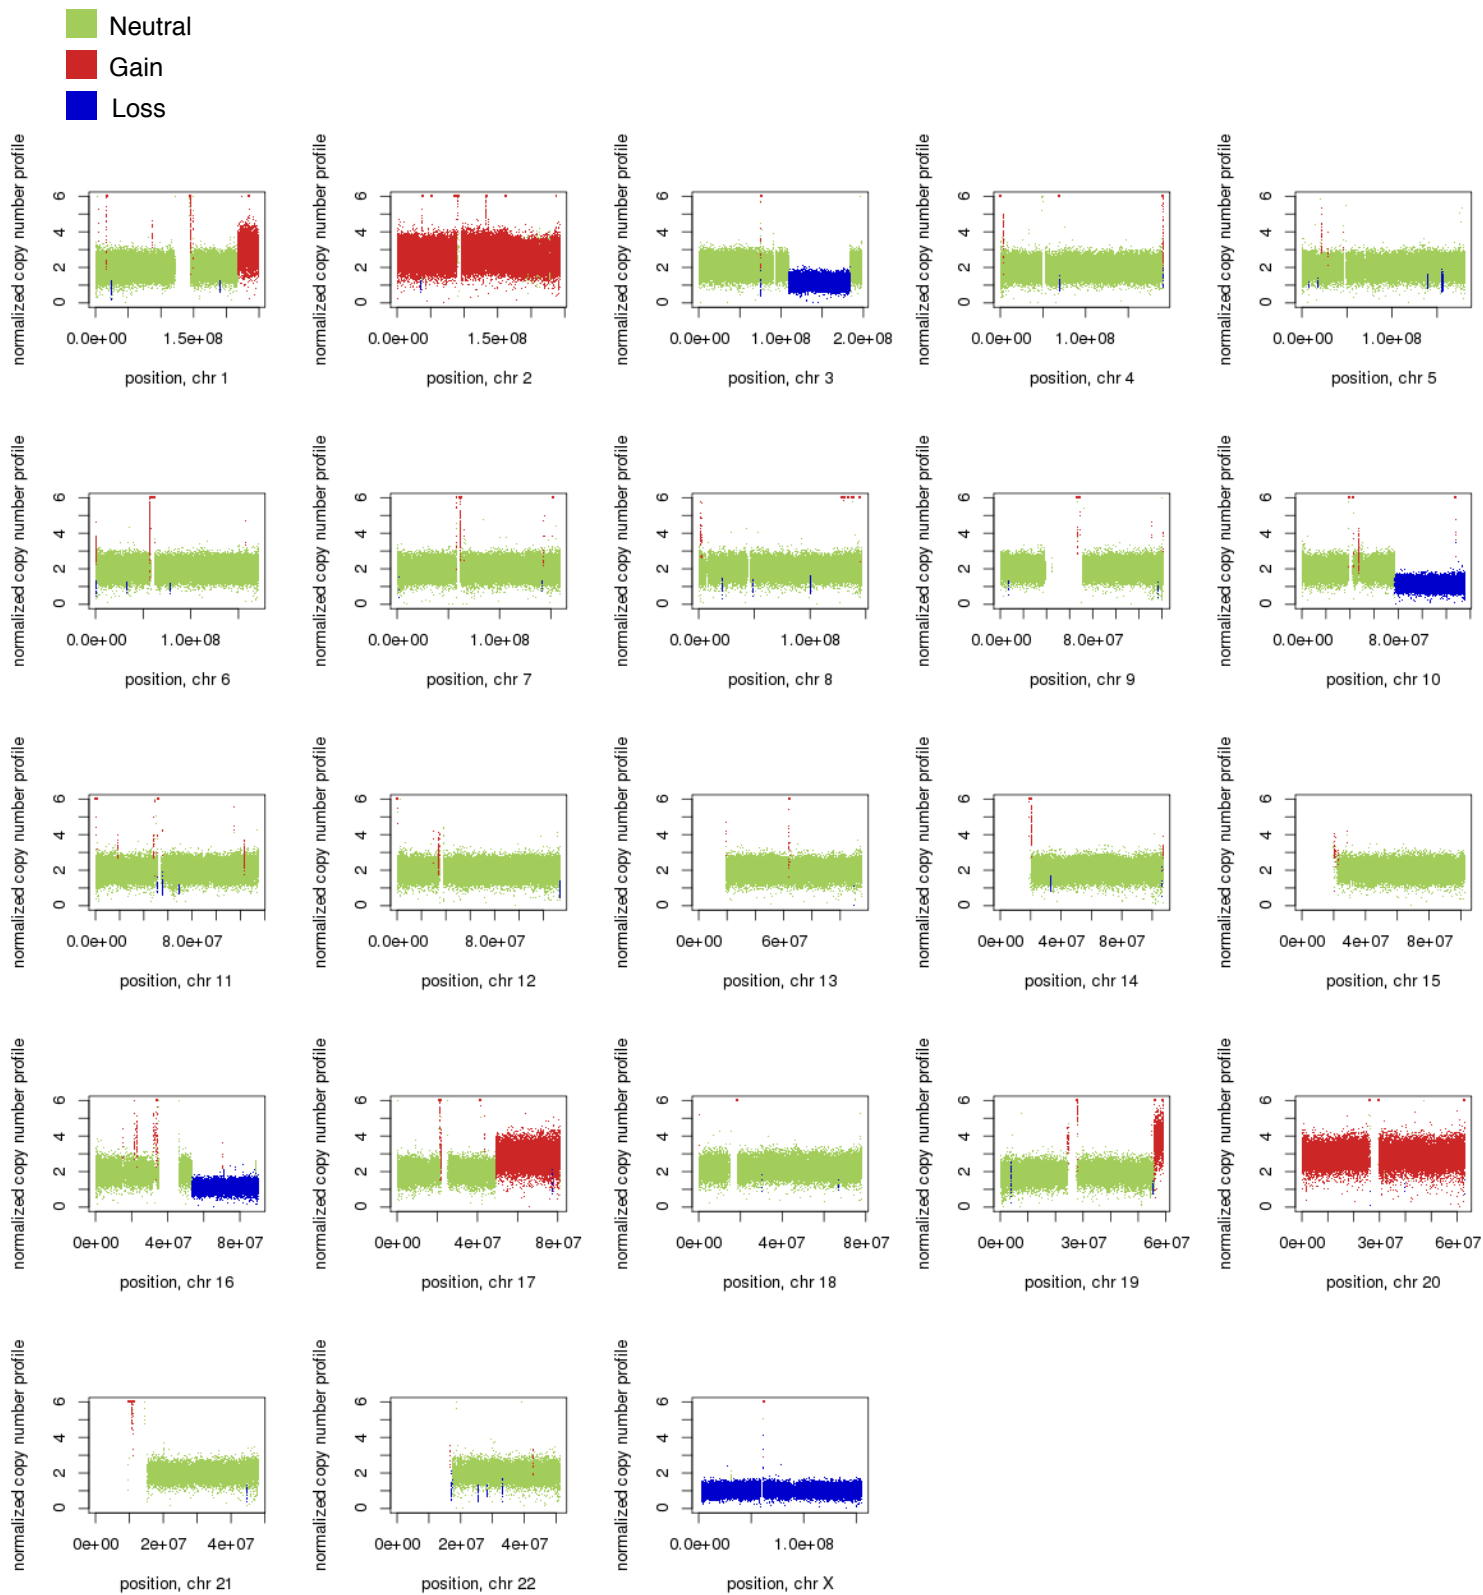 Neutral
Gain
Loss
normalized copy number profile
0 2 4 6
0.0e+00 1.5e+08
position, chr 1
normalized copy number profile
0 2 4 6
0.0e+00 1.5e+08
position, chr 2
normalized copy number profile
0 2 4 6
0.0e+00 1.0e+08 2.0e+08
position, chr 3
normalized copy number profile
0 2 4 6
0.0e+00 1.0e+08
position, chr 4
normalized copy number profile
0 2 4 6
0.0e+00 1.0e+08
position, chr 5
normalized copy number profile
0 2 4 6
0.0e+00 1.0e+08
position, chr 6
normalized copy number profile
0 2 4 6
0.0e+00 1.0e+08
position, chr 7
normalized copy number profile
0 2 4 6
0.0e+00 1.0e+08
position, chr 8
normalized copy number profile
0 2 4 6
0.0e+00 8.0e+07
position, chr 9
normalized copy number profile
0 2 4 6
0.0e+00 8.0e+07
position, chr 10
normalized copy number profile
0 2 4 6
0.0e+00 8.0e+07
position, chr 11
normalized copy number profile
0 2 4 6
0.0e+00 8.0e+07
position, chr 12
normalized copy number profile
0 2 4 6
0e+00 6e+07
position, chr 13
normalized copy number profile
0 2 4 6
0e+00 4e+07 8e+07
position, chr 14
normalized copy number profile
0 2 4 6
0e+00 4e+07 8e+07
position, chr 15
normalized copy number profile
0 2 4 6
0e+00 4e+07 8e+07
position, chr 16
normalized copy number profile
0 2 4 6
0e+00 4e+07 8e+07
position, chr 17
normalized copy number profile
0 2 4 6
0e+00 4e+07 8e+07
position, chr 18
normalized copy number profile
0 2 4 6
0e+00 3e+07 6e+07
position, chr 19
normalized copy number profile
0 2 4 6
0e+00 3e+07 6e+07
position, chr 20
normalized copy number profile
0 2 4 6
0e+00 2e+07 4e+07
position, chr 21
normalized copy number profile
0 2 4 6
0e+00 2e+07 4e+07
position, chr 22
normalized copy number profile
0 2 4 6
0.0e+00 1.0e+08
position, chr X